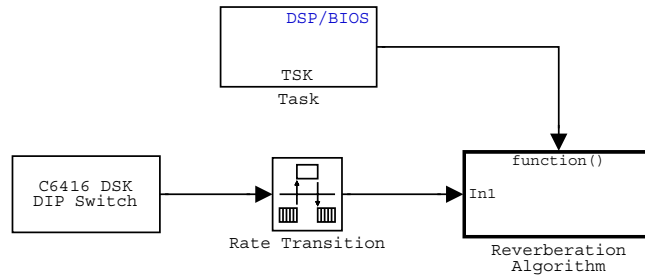 DSP/BIOS
TSK
Task
function()
C6416 DSK
DIP Switch
In1
Rate Transition
Reverberation
Algorithm